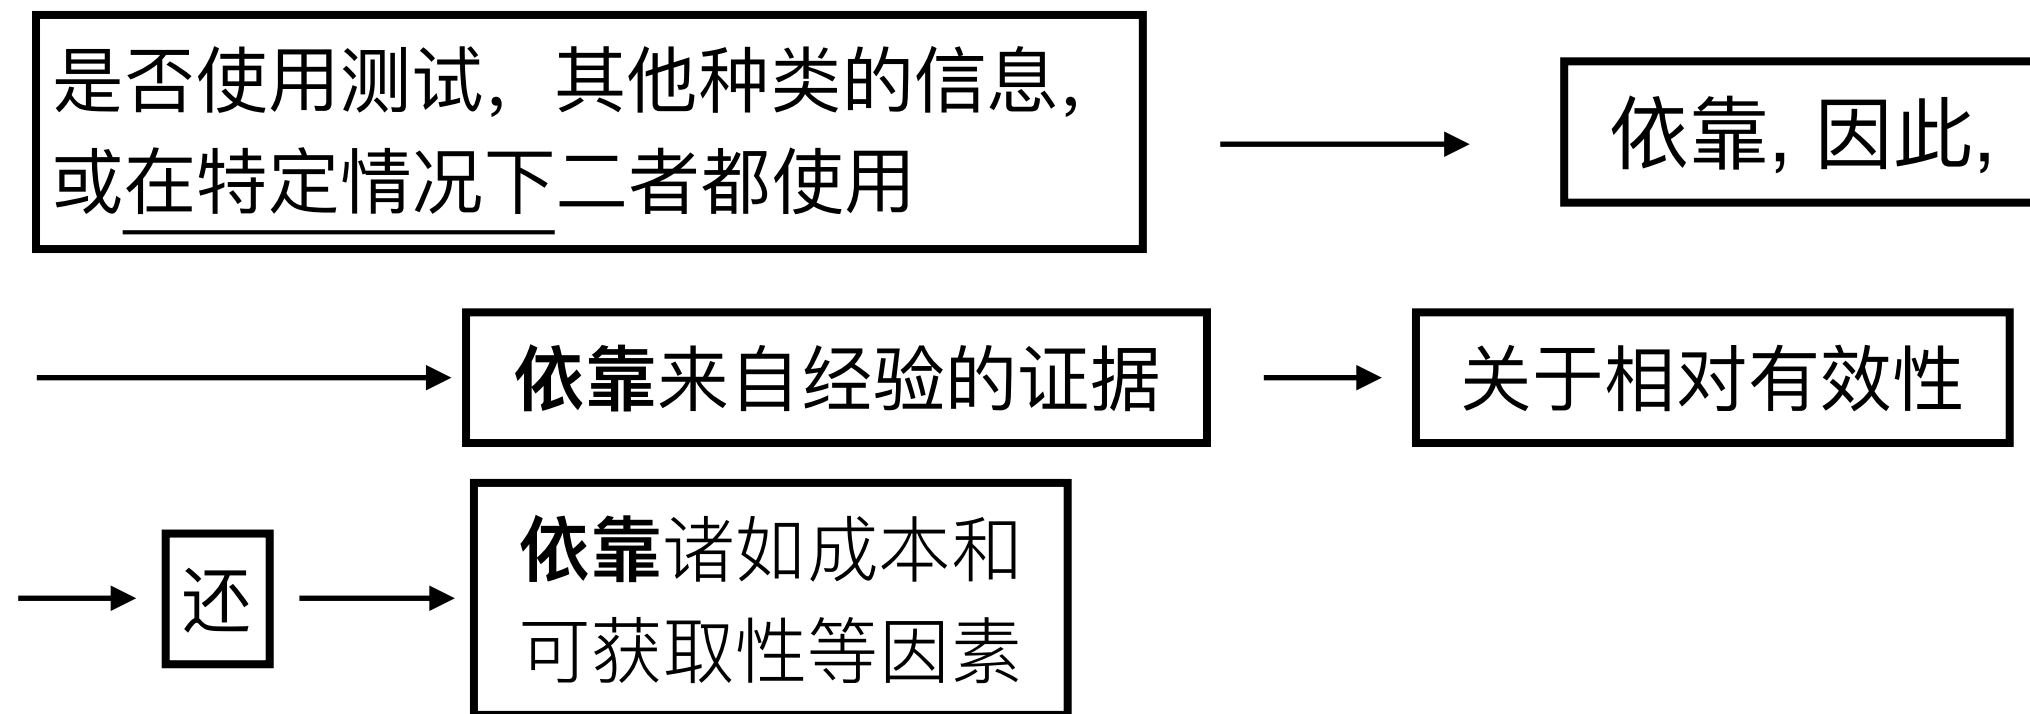 是否使用测试，其他种类的信息，
或在特定情况下二者都使用
依靠, 因此,
依靠来自经验的证据
关于相对有效性
还
依靠诸如成本和
可获取性等因素